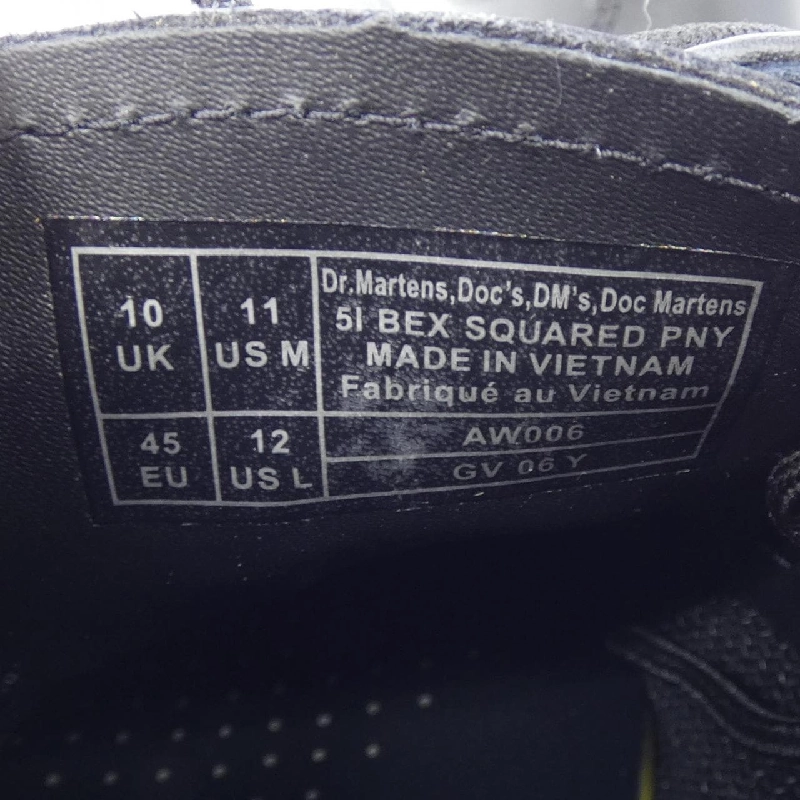 10
UK
11
US M
45
EU
12
US L
Dr.Martens,Doc's,DM's,Doc Martens
5I BEX SQUARED PNY
MADE IN VIETNAM
Fabriqué au Vietnam
AW006
GV 06 Y